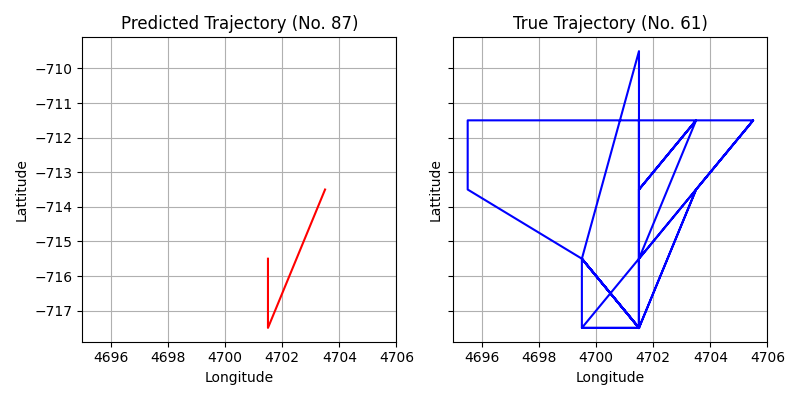 Predicted Trajectory (No. 87)
True Trajectory (No. 61)
−710
−711
−712
−713
−714
−715
−716
−717
Lattitude
Lattitude
4696 4698 4700 4702 4704 4706
4696 4698 4700 4702 4704 4706
Longitude
Longitude